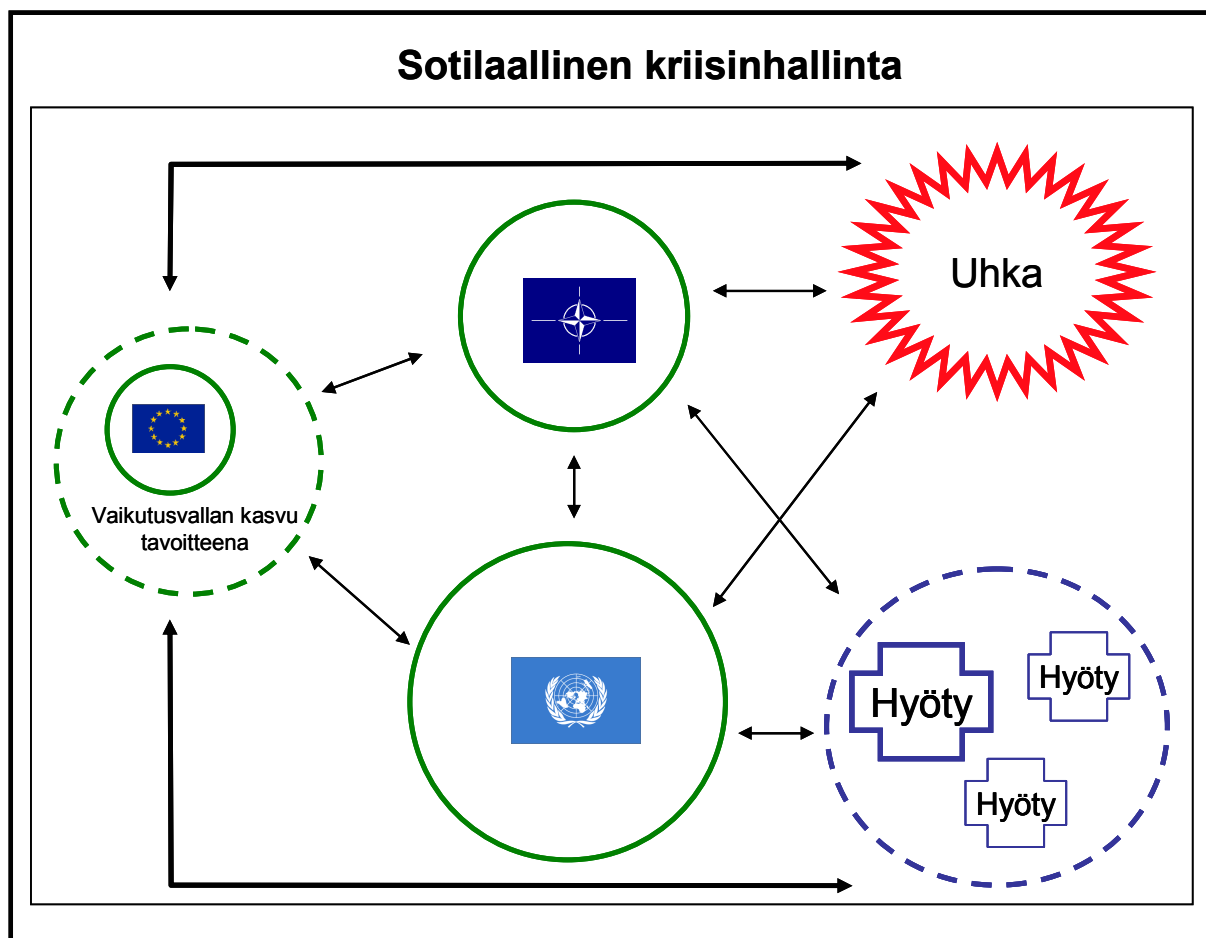 Sotilaallinen kriisinhallinta
Uhka
Vaikutusvallan kasvu
tavoitteena
Hyöty
Hyöty
Hyöty